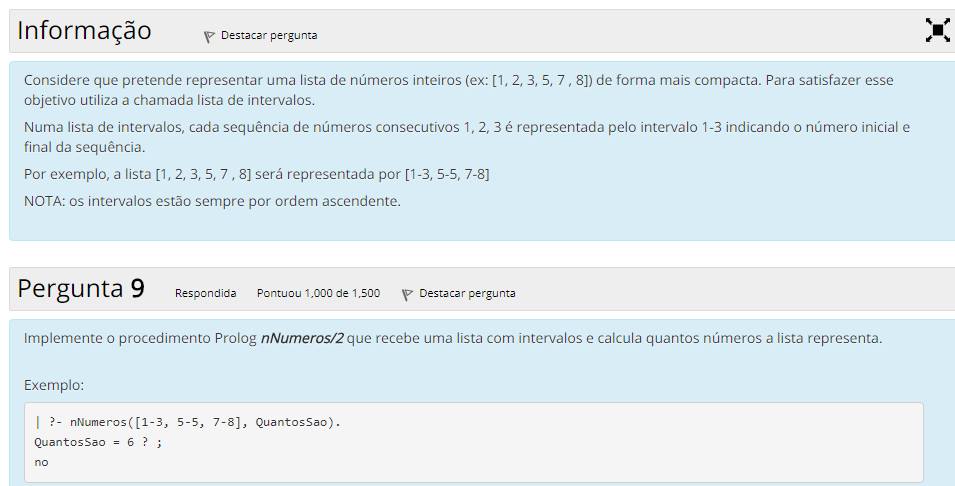 Informação
Destacar pergunta
Considere que pretende representar uma lista de números inteiros (ex: [1, 2, 3, 5, 7 , 8]) de forma mais compacta. Para satisfazer esse
objetivo utiliza a chamada lista de intervalos.
Numa lista de intervalos, cada sequência de números consecutivos 1, 2, 3 é representada pelo intervalo 1-3 indicando o número inicial e
final da sequência.
Por exemplo, a lista [1, 2, 3, 5, 7 , 8] será representada por [1-3, 5-5, 7-8]
NOTA: os intervalos estão sempre por ordem ascendente.
Pergunta 9
Respondida
Pontuou 1,000 de 1,500
Destacar pergunta
Implemente o procedimento Prolog nNumeros/2 que recebe uma lista com intervalos e calcula quantos números a lista representa.
Exemplo:
| ?- nNumeros([1-3, 5-5, 7-8], QuantosSao).
QuantosSao = 6 ? ;
no